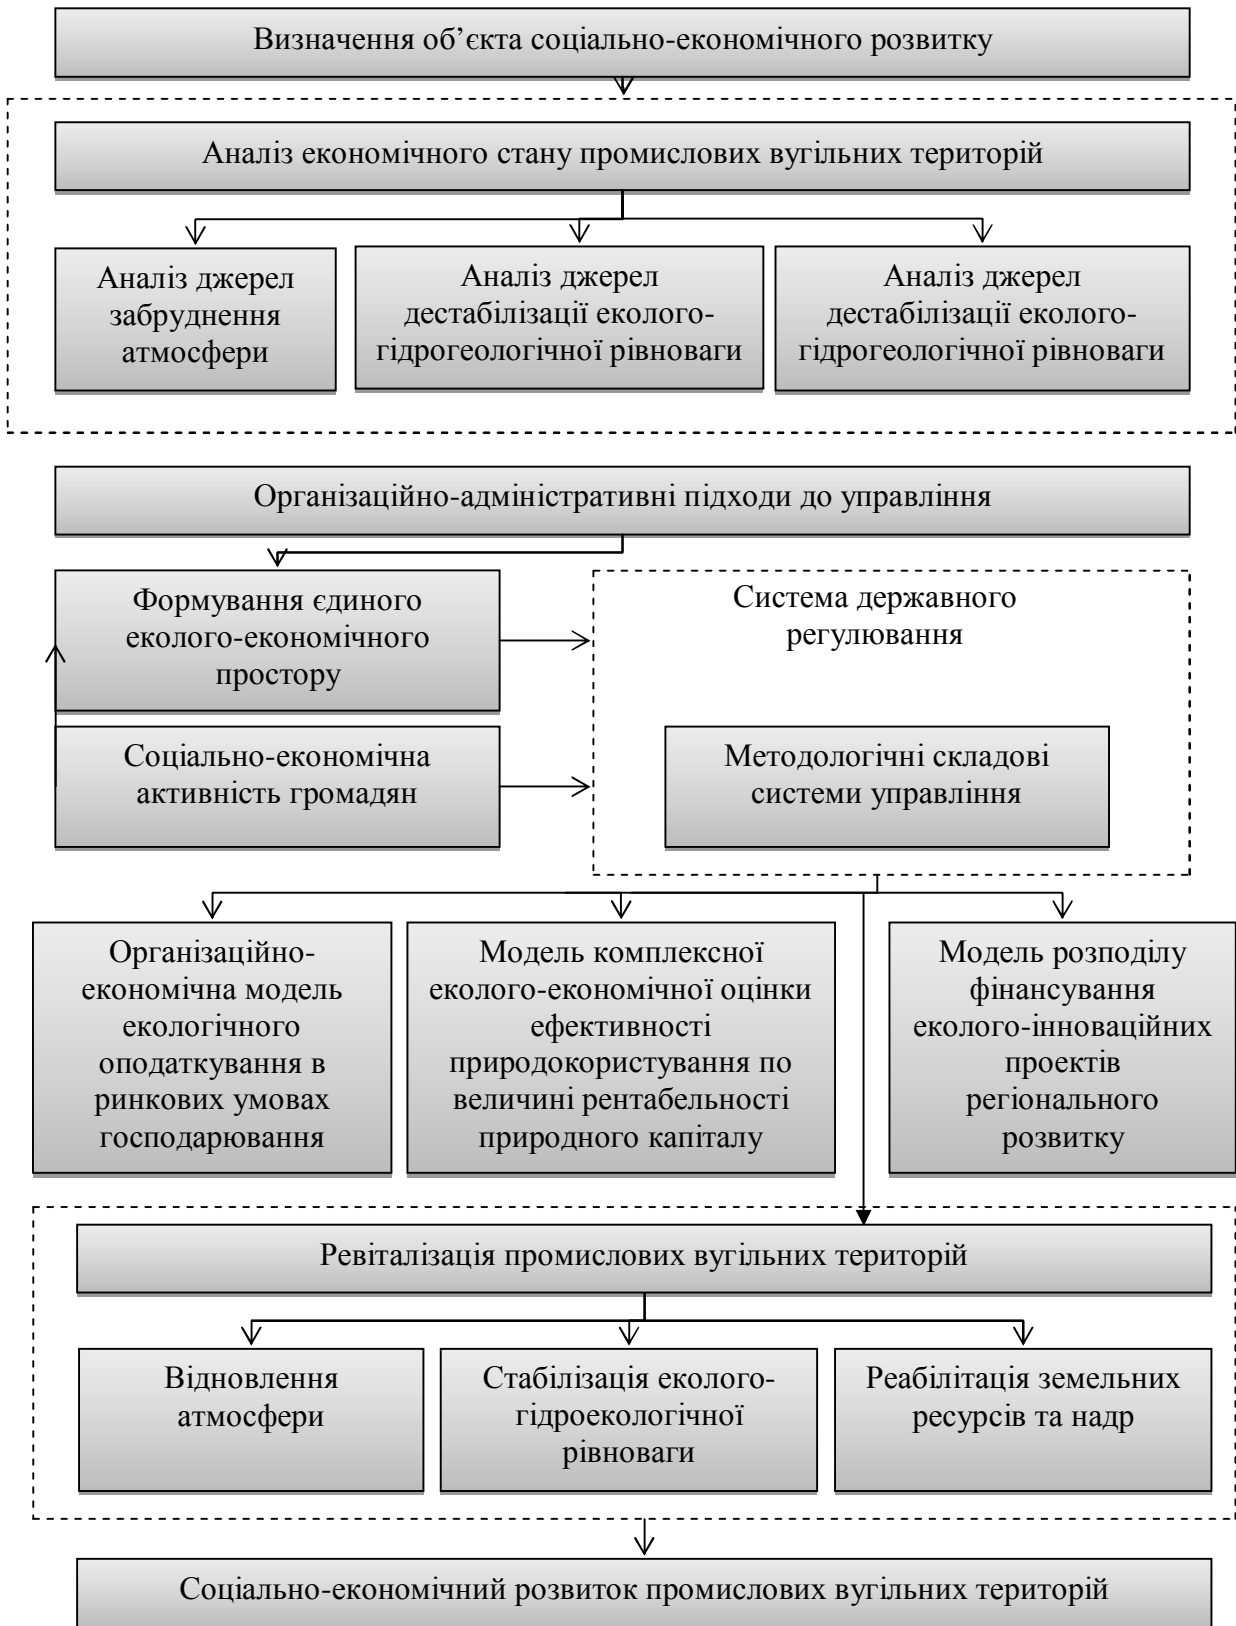 Визначення об’єкта соціально-економічного розвитку
Аналіз економічного стану промислових вугільних територій
Аналіз джерел
забруднення
атмосфери
Аналіз джерел
дестабілізації еколого-
гідрогеологічної рівноваги
Аналіз джерел
дестабілізації еколого-
гідрогеологічної рівноваги
Організаційно-адміністративні підходи до управління
Формування єдиного
еколого-економічного
простору
Система державного
регулювання
Соціально-економічна
активність громадян
Методологічні складові
системи управління
Організаційно-
економічна модель
екологічного
оподаткування в
ринкових умовах
господарювання
Модель комплексної
еколого-економічної оцінки
ефективності
природокористування по
величині рентабельності
природного капіталу
Модель розподілу
фінансування
еколого-інноваційних
проектів
регіонального
розвитку
Ревіталізація промислових вугільних територій
Відновлення
атмосфери
Стабілізація еколого-
гідроекологічної
рівноваги
Реабілітація земельних
ресурсів та надр
Соціально-економічний розвиток промислових вугільних територій